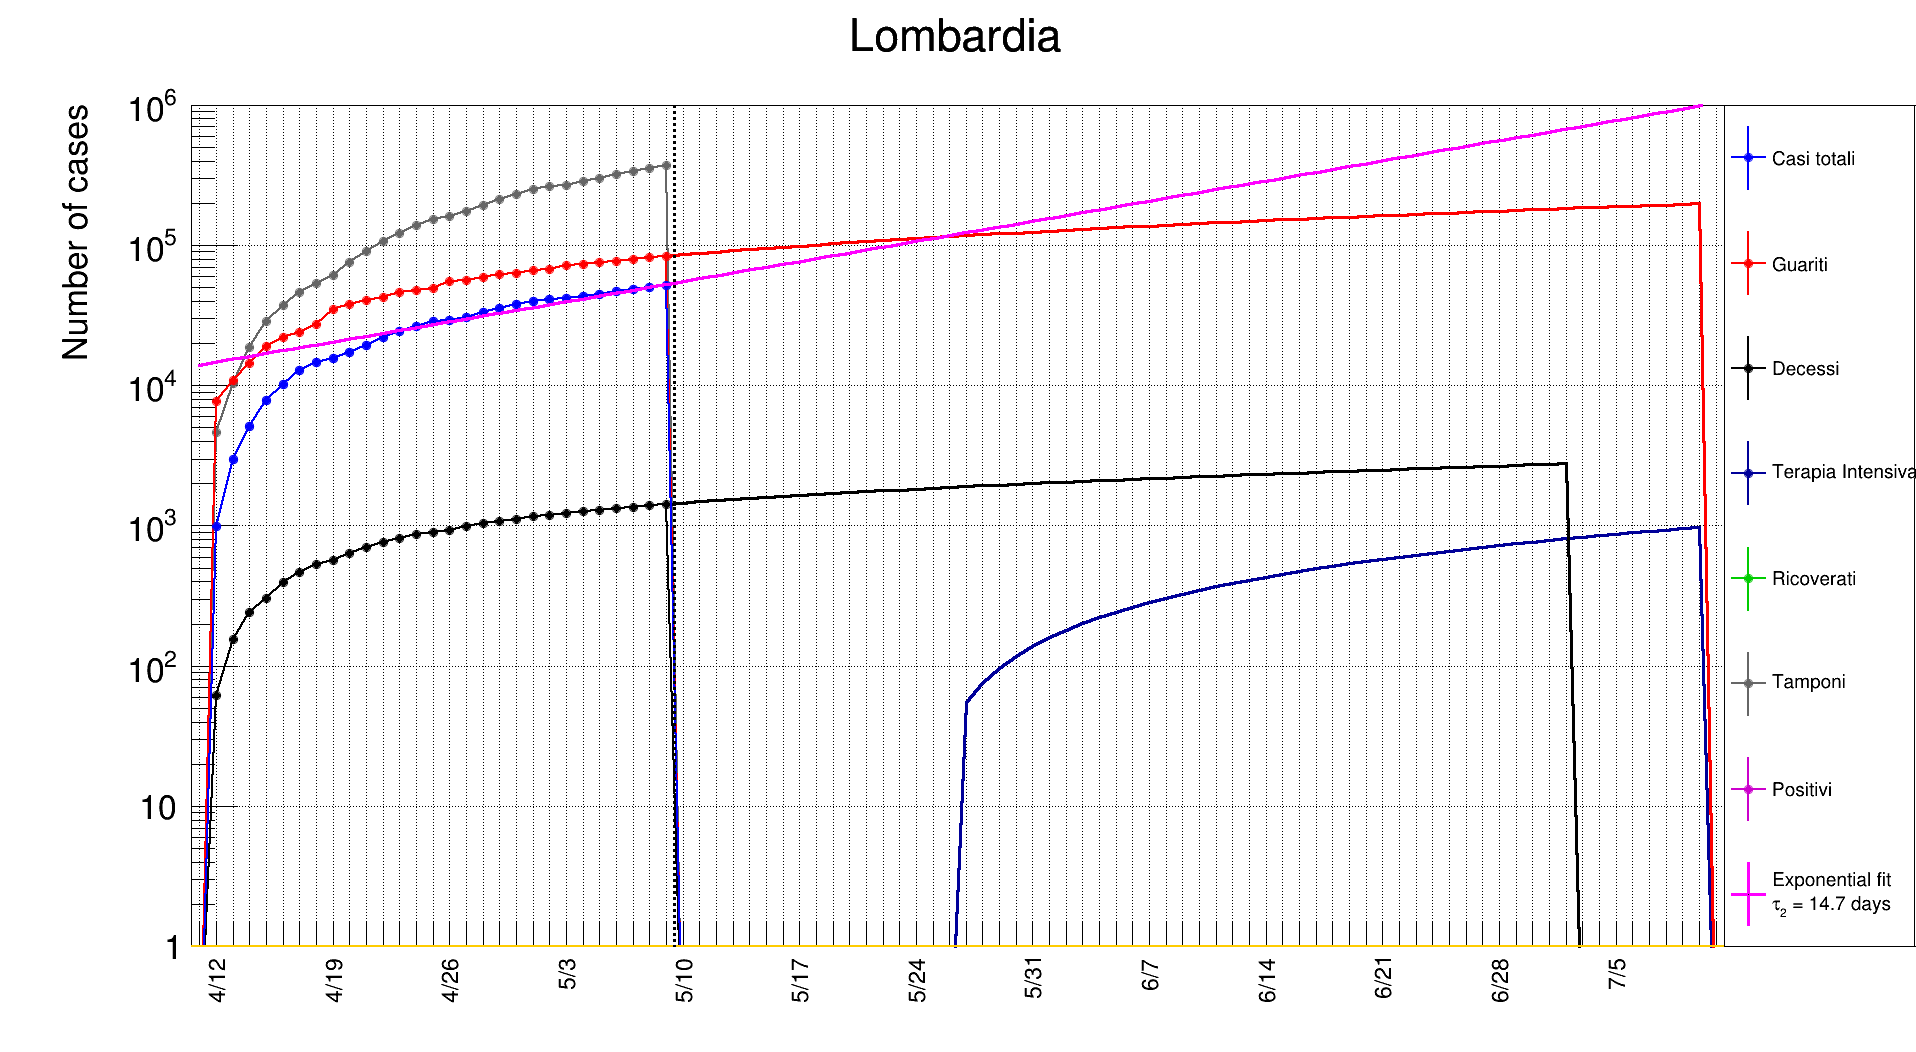 Lombardia
Number of cases
10^6
10^5
10^4
10^3
10^2
10
1
4/12
4/19
4/26
5/3
5/10
5/17
5/24
5/31
6/7
6/14
6/21
6/28
7/5
Casi totali
Guariti
Decessi
Terapia Intensiva
Ricoverati
Tamponi
Positivi
Exponential fit
τ₂ = 14.7 days